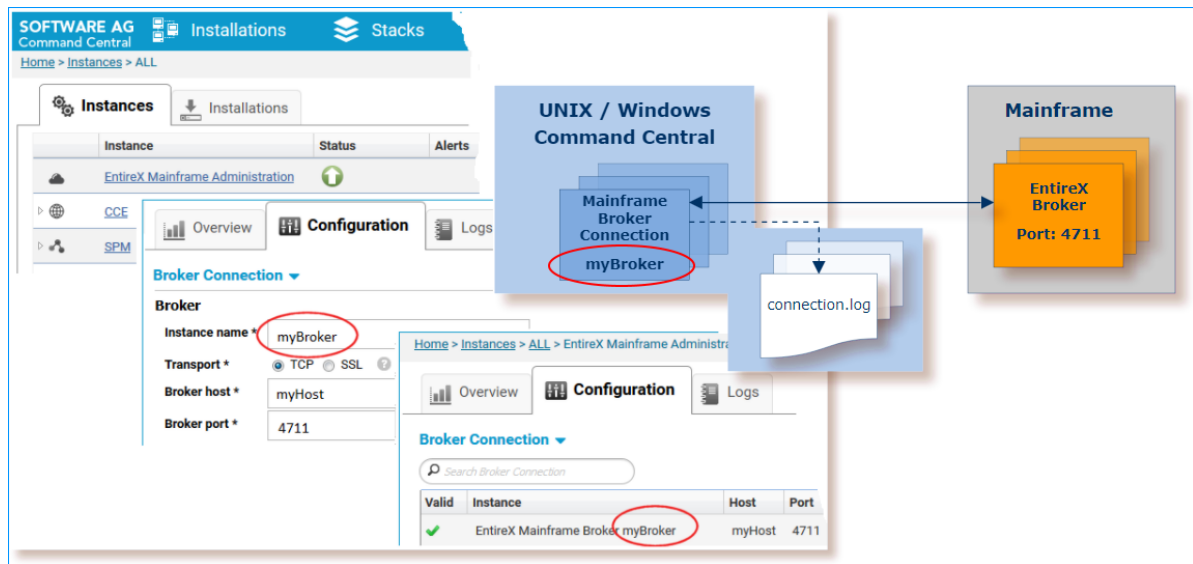 SOFTWARE AG
Command Central
Installations
Stacks
Home > Instances > ALL
Instances
Installations
Instance Status Alerts
EntireX Mainframe Administration
CCE
SPM
Overview
Configuration
Logs
Broker Connection
Broker
Instance name *
myBroker
Transport *
TCP SSL ?
Broker host *
myHost
Broker port *
4711
Home > Instances > ALL > EntireX Mainframe Administra
Overview
Configuration
Logs
Broker Connection
Search Broker Connection
Valid Instance Host Port
EntireX Mainframe Broker myBroker myHost 4711
UNIX / Windows
Command Central
Mainframe
Broker
Connection
myBroker
connection.log
Mainframe
EntireX
Broker
Port: 4711